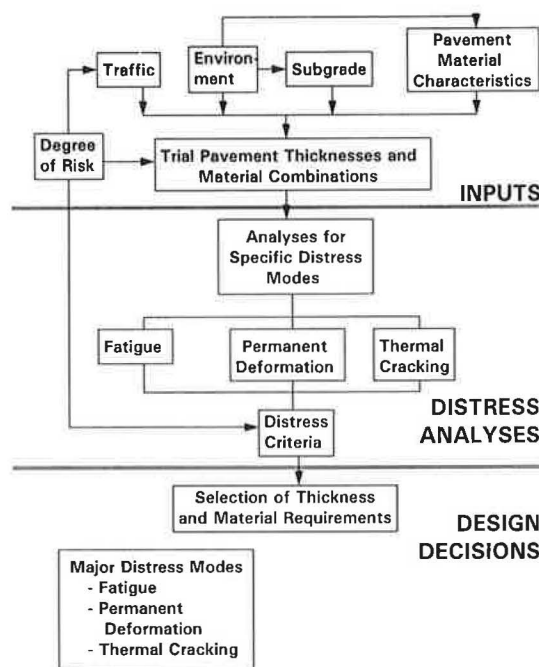 Traffic
Environ-
ment
Subgrade
Pavement
Material
Characteristics
Degree
of Risk
Trial Pavement Thicknesses and
Material Combinations
INPUTS
Analyses for
Specific Distress
Modes
Fatigue
Permanent
Deformation
Thermal
Cracking
Distress
Criteria
DISTRESS
ANALYSES
Selection of Thickness
and Material Requirements
DESIGN
DECISIONS
Major Distress Modes
- Fatigue
- Permanent
Deformation
- Thermal Cracking